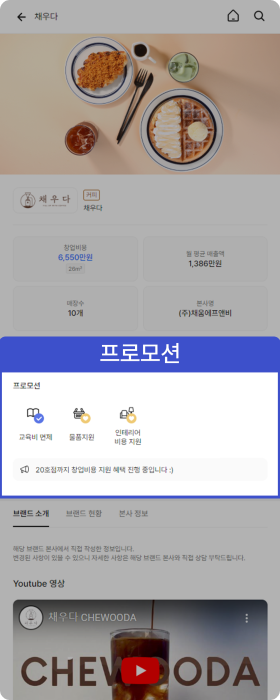 채우다
채우다
커피
채우다
창업비용
6,550만원
28m²
월 평균 매출액
1,386만원
매장수
10개
본사명
(주)채움에프앤비
프로모션
프로모션
교육비 면제
물품지원
인테리어
비용 지원
20호점까지 창업비용 지원 혜택 진행 중입니다 :)
브랜드 소개
브랜드 현황
본사 정보
해당 브랜드 본사에서 직접 작성한 정보입니다.
변경된 사항이 있을 수 있으니 자세한 사항은 해당 브랜드 본사와 직접 상담 부탁드립니다.
Youtube 영상
채우다 CHEWOODA
CHEWOODA